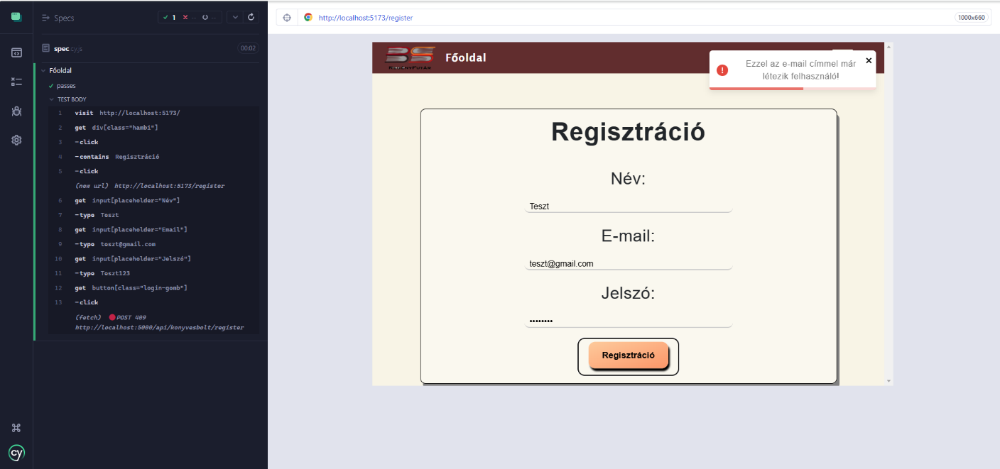 Specs
1
--
--
spec.cy.js
00:02
Főoldal
passes
TEST BODY
1 visit http://localhost:5173/
2 get div[class="hambi"]
3 -click
4 -contains Regisztráció
5 -click
(new url) http://localhost:5173/register
6 get input[placeholder="Név"]
7 -type Teszt
8 get input[placeholder="Email"]
9 -type teszt@gmail.com
10 get input[placeholder="Jelszó"]
11 -type Teszt123
12 get button[class="login-gomb"]
13 -click
(fetch) POST 409
http://localhost:5000/api/konyvesbolt/register
cy
http://localhost:5173/register
1000x660
BS
Főoldal
Ezzel az e-mail címmel már
létezik felhasználó!
Regisztráció
Név:
Teszt
E-mail:
teszt@gmail.com
Jelszó:
••••••••
Regisztráció